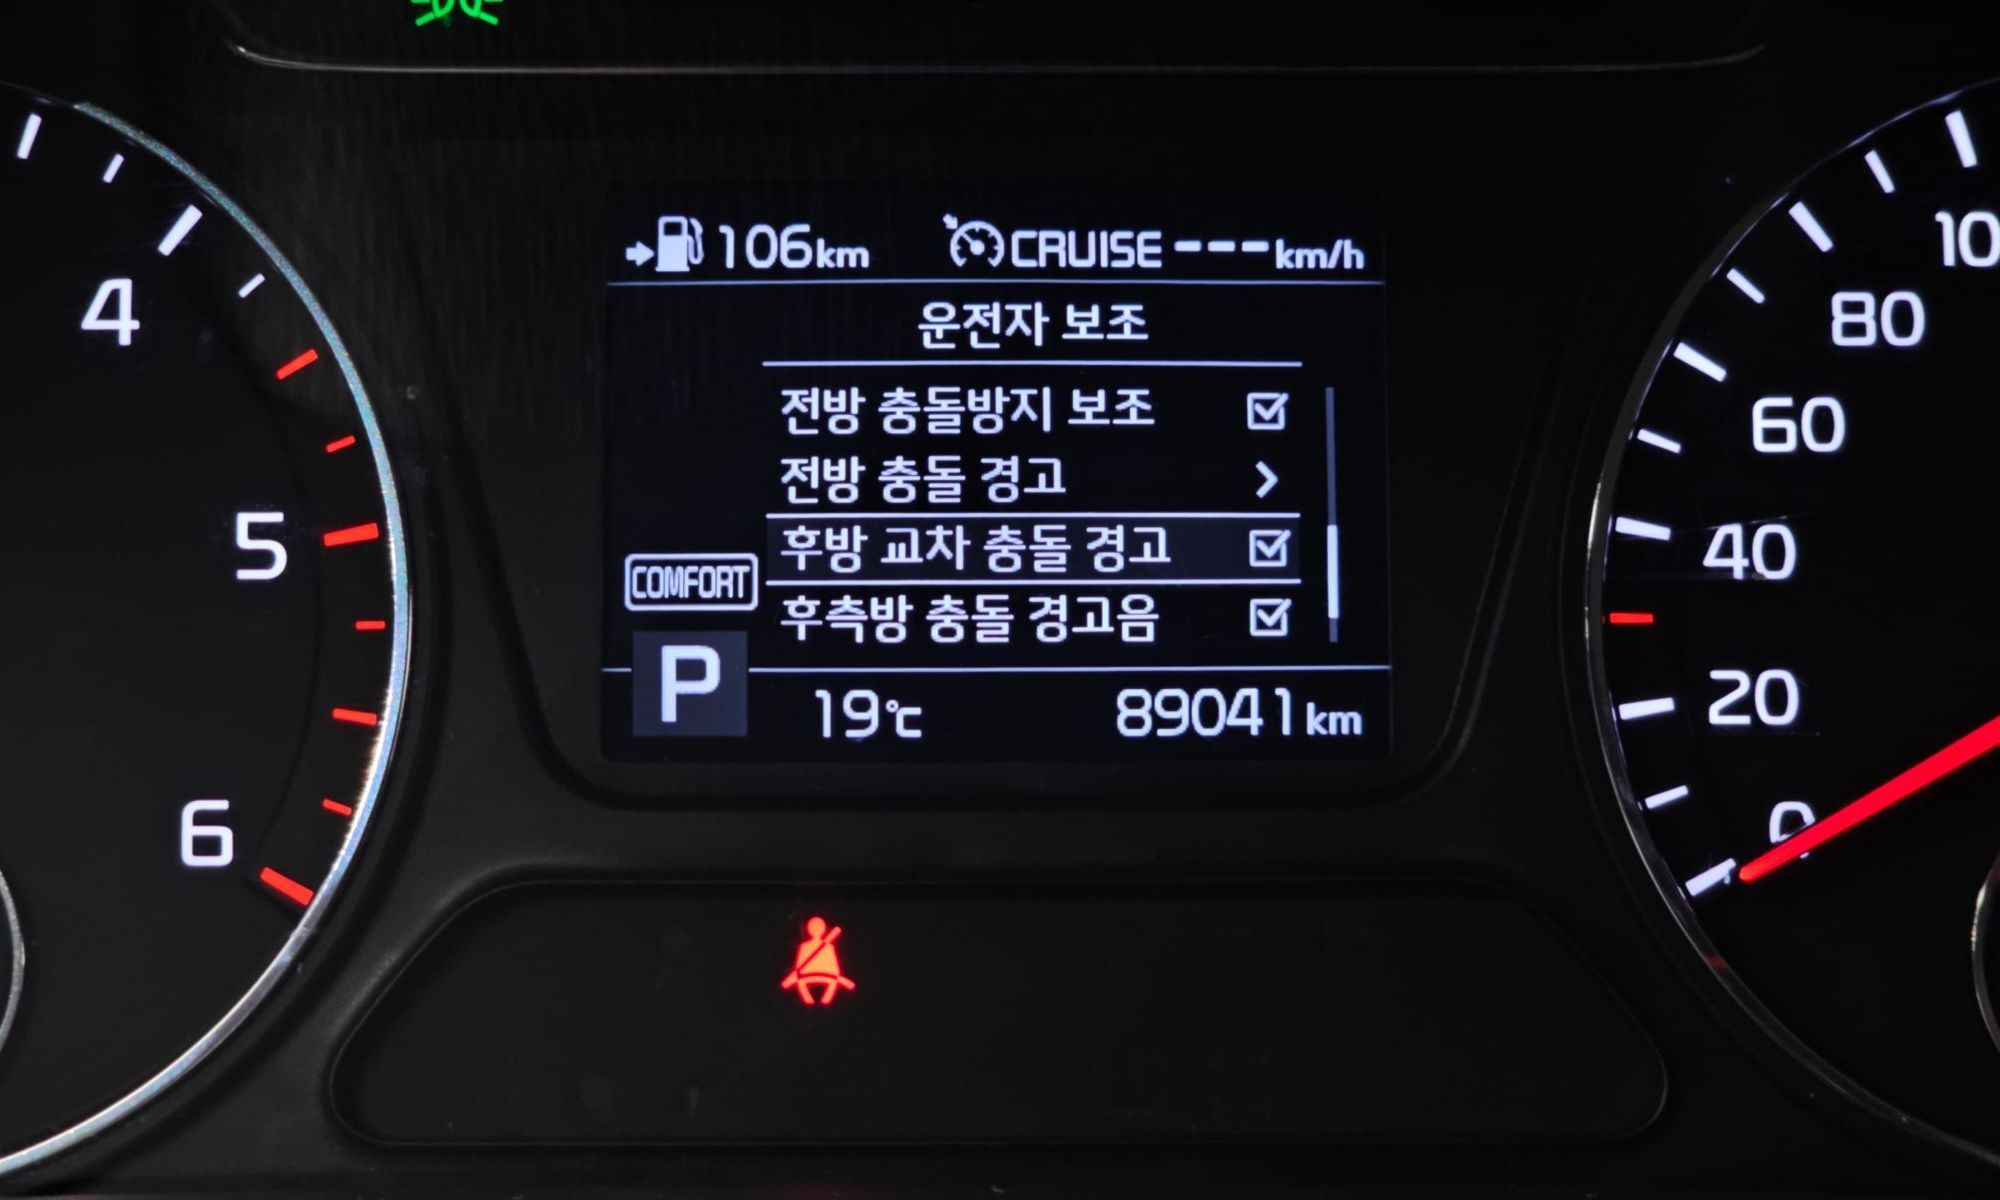 106km CRUISE ---km/h
운전자 보조
전방 충돌방지 보조
전방 충돌 경고
후방 교차 충돌 경고
COMFORT
후측방 충돌 경고음
P 19℃ 89041km
4
5
6
10
80
60
40
20
0